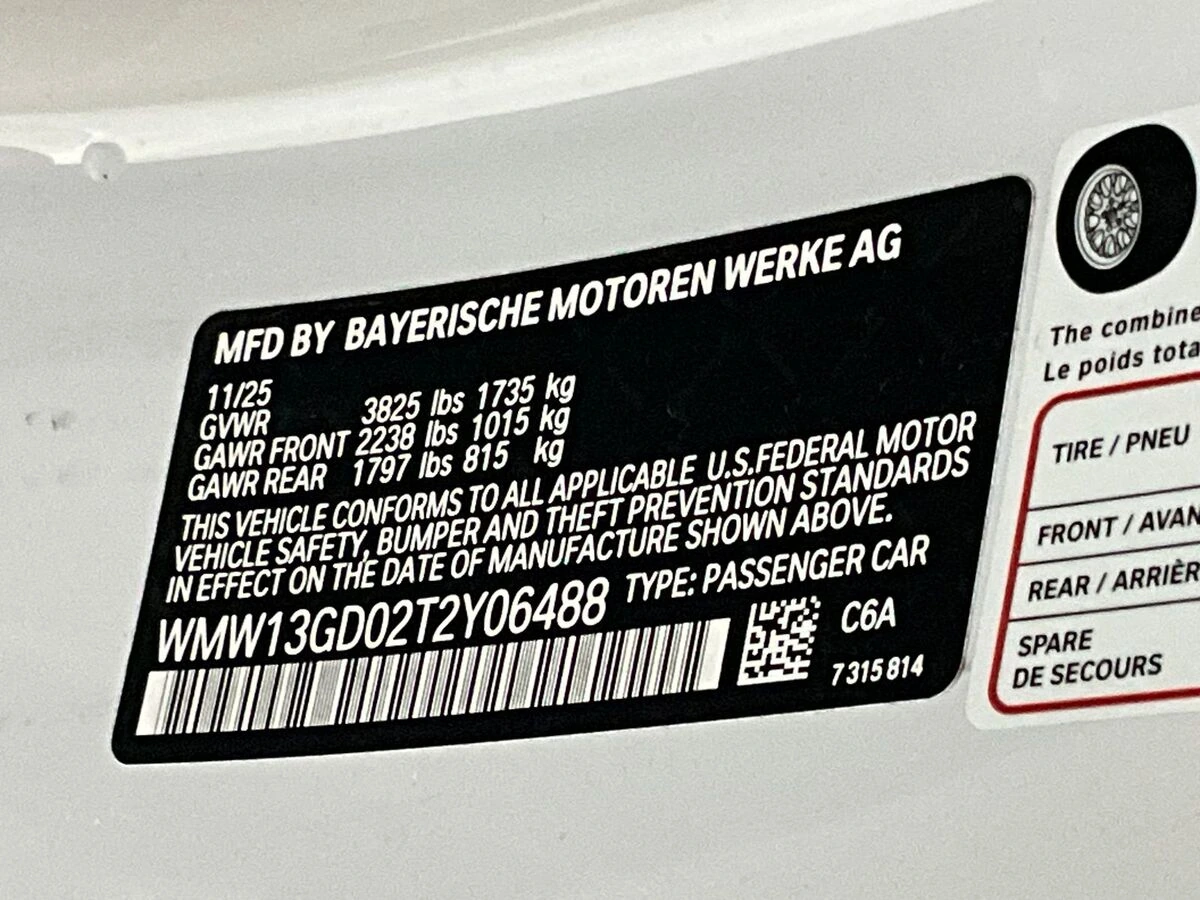 MFD BY BAYERISCHE MOTOREN WERKE AG
11/25
GVWR 3825 lbs 1735 kg
GAWR FRONT 2238 lbs 1015 kg
GAWR REAR 1797 lbs 815 kg
THIS VEHICLE CONFORMS TO ALL APPLICABLE U.S.FEDERAL MOTOR
VEHICLE SAFETY, BUMPER AND THEFT PREVENTION STANDARDS
IN EFFECT ON THE DATE OF MANUFACTURE SHOWN ABOVE.
WMW13GD02T2Y06488 TYPE: PASSENGER CAR
C6A
7 315 814
The combine
Le poids tota
TIRE / PNEU
FRONT / AVAN
REAR / ARRIÈR
SPARE
DE SECOURS